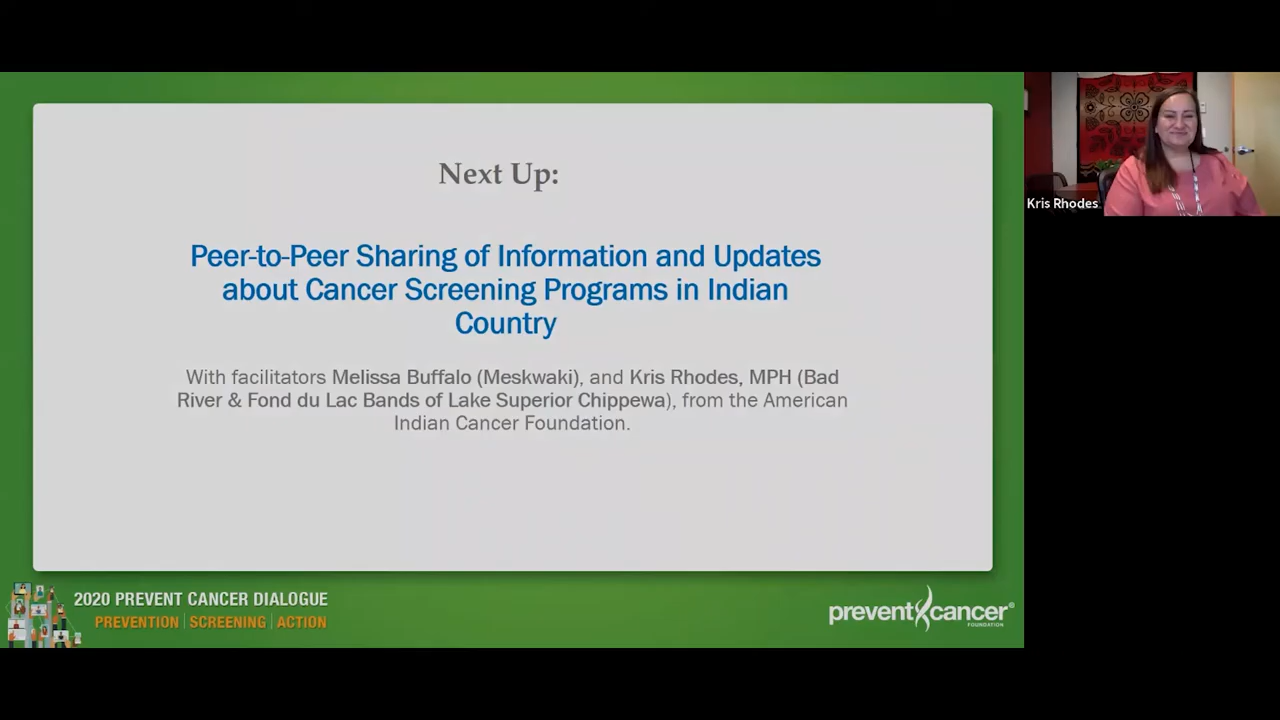 Next Up:
Peer-to-Peer Sharing of Information and Updates
about Cancer Screening Programs in Indian
Country
With facilitators Melissa Buffalo (Meskwaki), and Kris Rhodes, MPH (Bad
River & Fond du Lac Bands of Lake Superior Chippewa), from the American
Indian Cancer Foundation.
Kris Rhodes
2020 PREVENT CANCER DIALOGUE
PREVENTION | SCREENING | ACTION
prevent cancer®
FOUNDATION